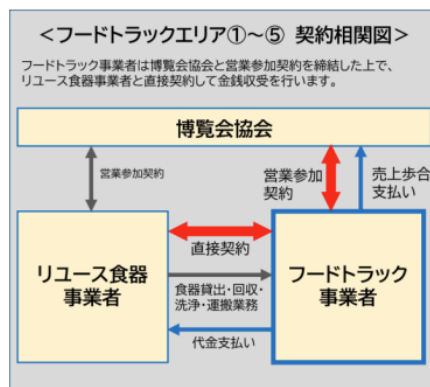 ＜フードトラックエリア①～⑤ 契約相関図＞
フードトラック事業者は博覧会協会と営業参加契約を締結した上で、
リユース食器事業者と直接契約して金銭収受を行います。
博覧会協会
営業参加契約
営業参加
契約
売上歩合
支払い
直接契約
リユース食器
事業者
食器貸出・回収・
洗浄・運搬業務
フードトラック
事業者
代金支払い